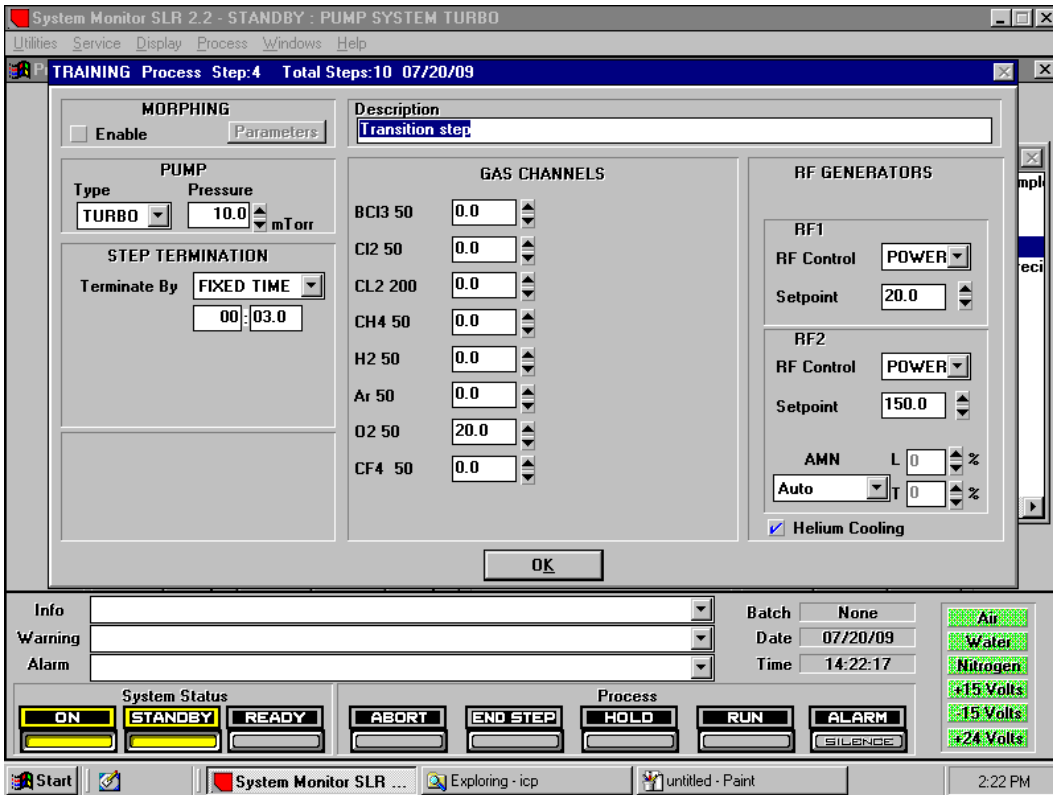 System Monitor SLR 2.2 - STANDBY : PUMP SYSTEM TURBO
Utilities Service Display Process Windows Help
TRAINING Process Step:4 Total Steps:10 07/20/09
MORPHING
Enable Parameters
Description
Transition step
PUMP
Type Pressure
TURBO 10.0 mTorr
STEP TERMINATION
Terminate By FIXED TIME
00 : 03.0
GAS CHANNELS
BCl3 50 0.0
Cl2 50 0.0
CL2 200 0.0
CH4 50 0.0
H2 50 0.0
Ar 50 0.0
O2 50 20.0
CF4 50 0.0
RF GENERATORS
RF1
RF Control POWER
Setpoint 20.0
RF2
RF Control POWER
Setpoint 150.0
AMN L 0 %
Auto T 0 %
Helium Cooling
OK
Info
Warning
Alarm
Batch None
Date 07/20/09
Time 14:22:17
Air
Water
Nitrogen
+15 Volts
-15 Volts
+24 Volts
System Status
ON STANDBY READY
Process
ABORT END STEP HOLD RUN ALARM
SILENCE
Start System Monitor SLR ... Exploring - icp untitled - Paint 2:22 PM